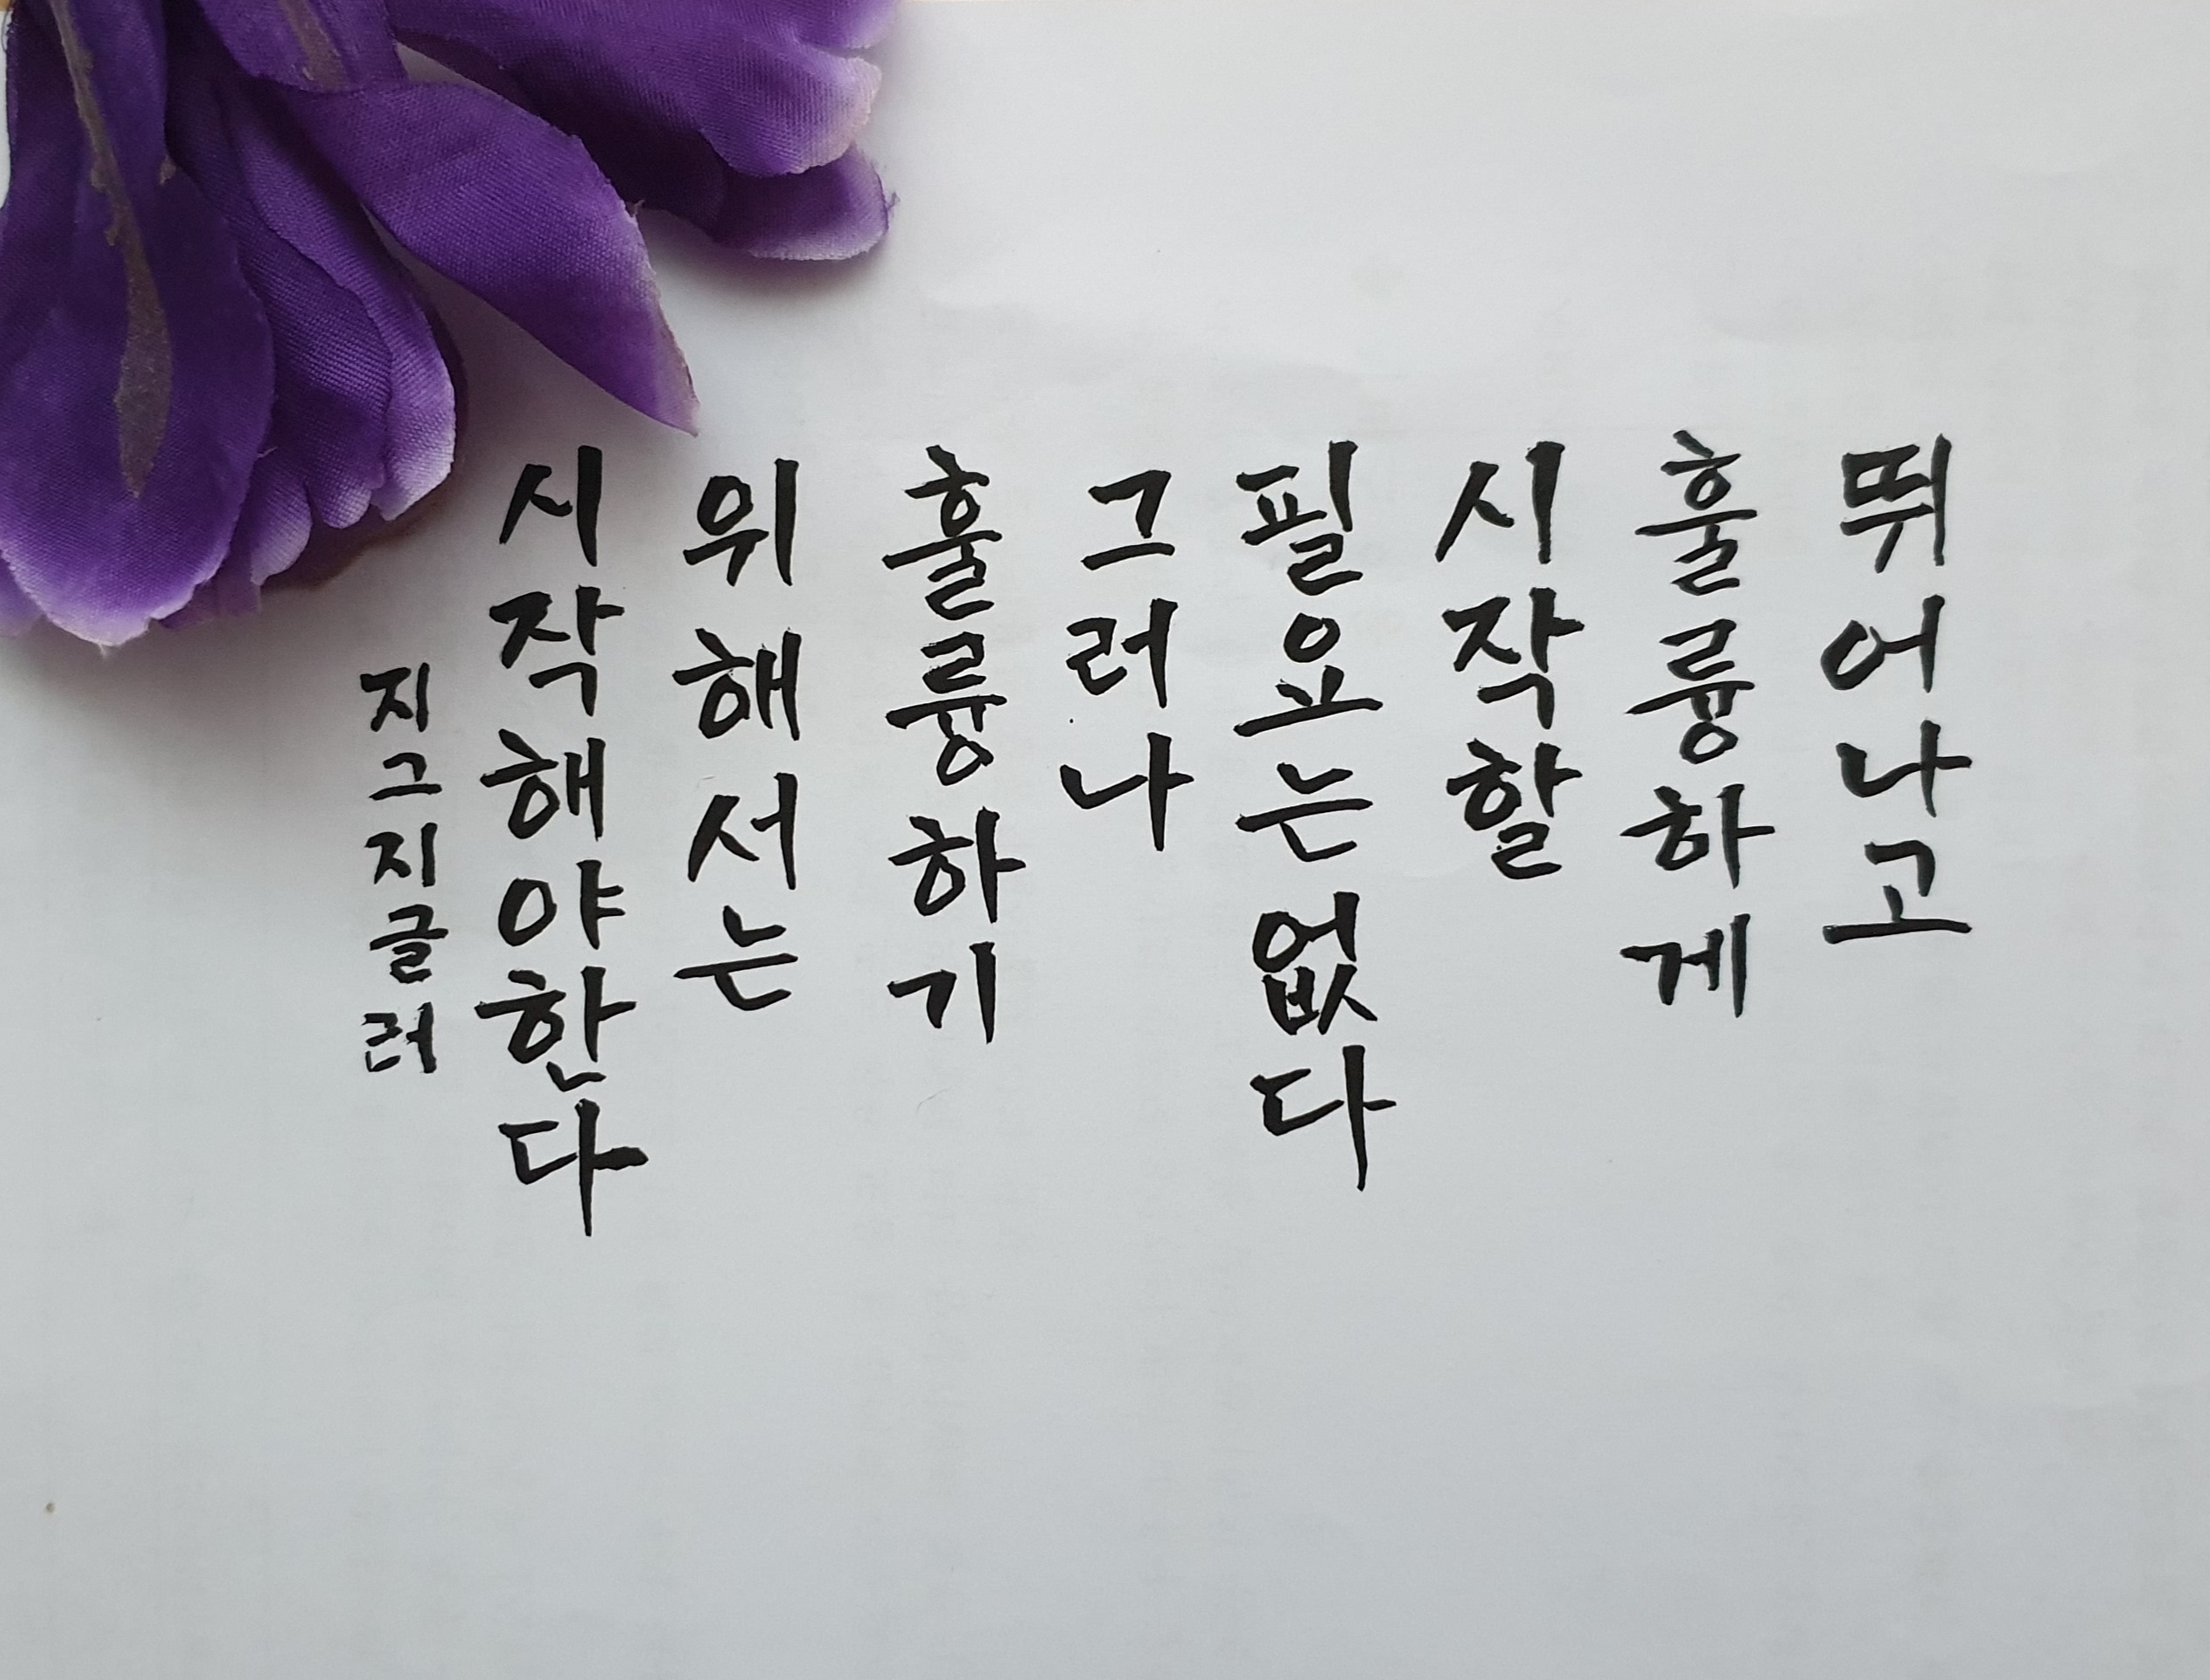 뛰어나고
훌륭하게
시작할
필요는없다
그러나
훌륭하기
위해서는
시작해야한다
지그지글러